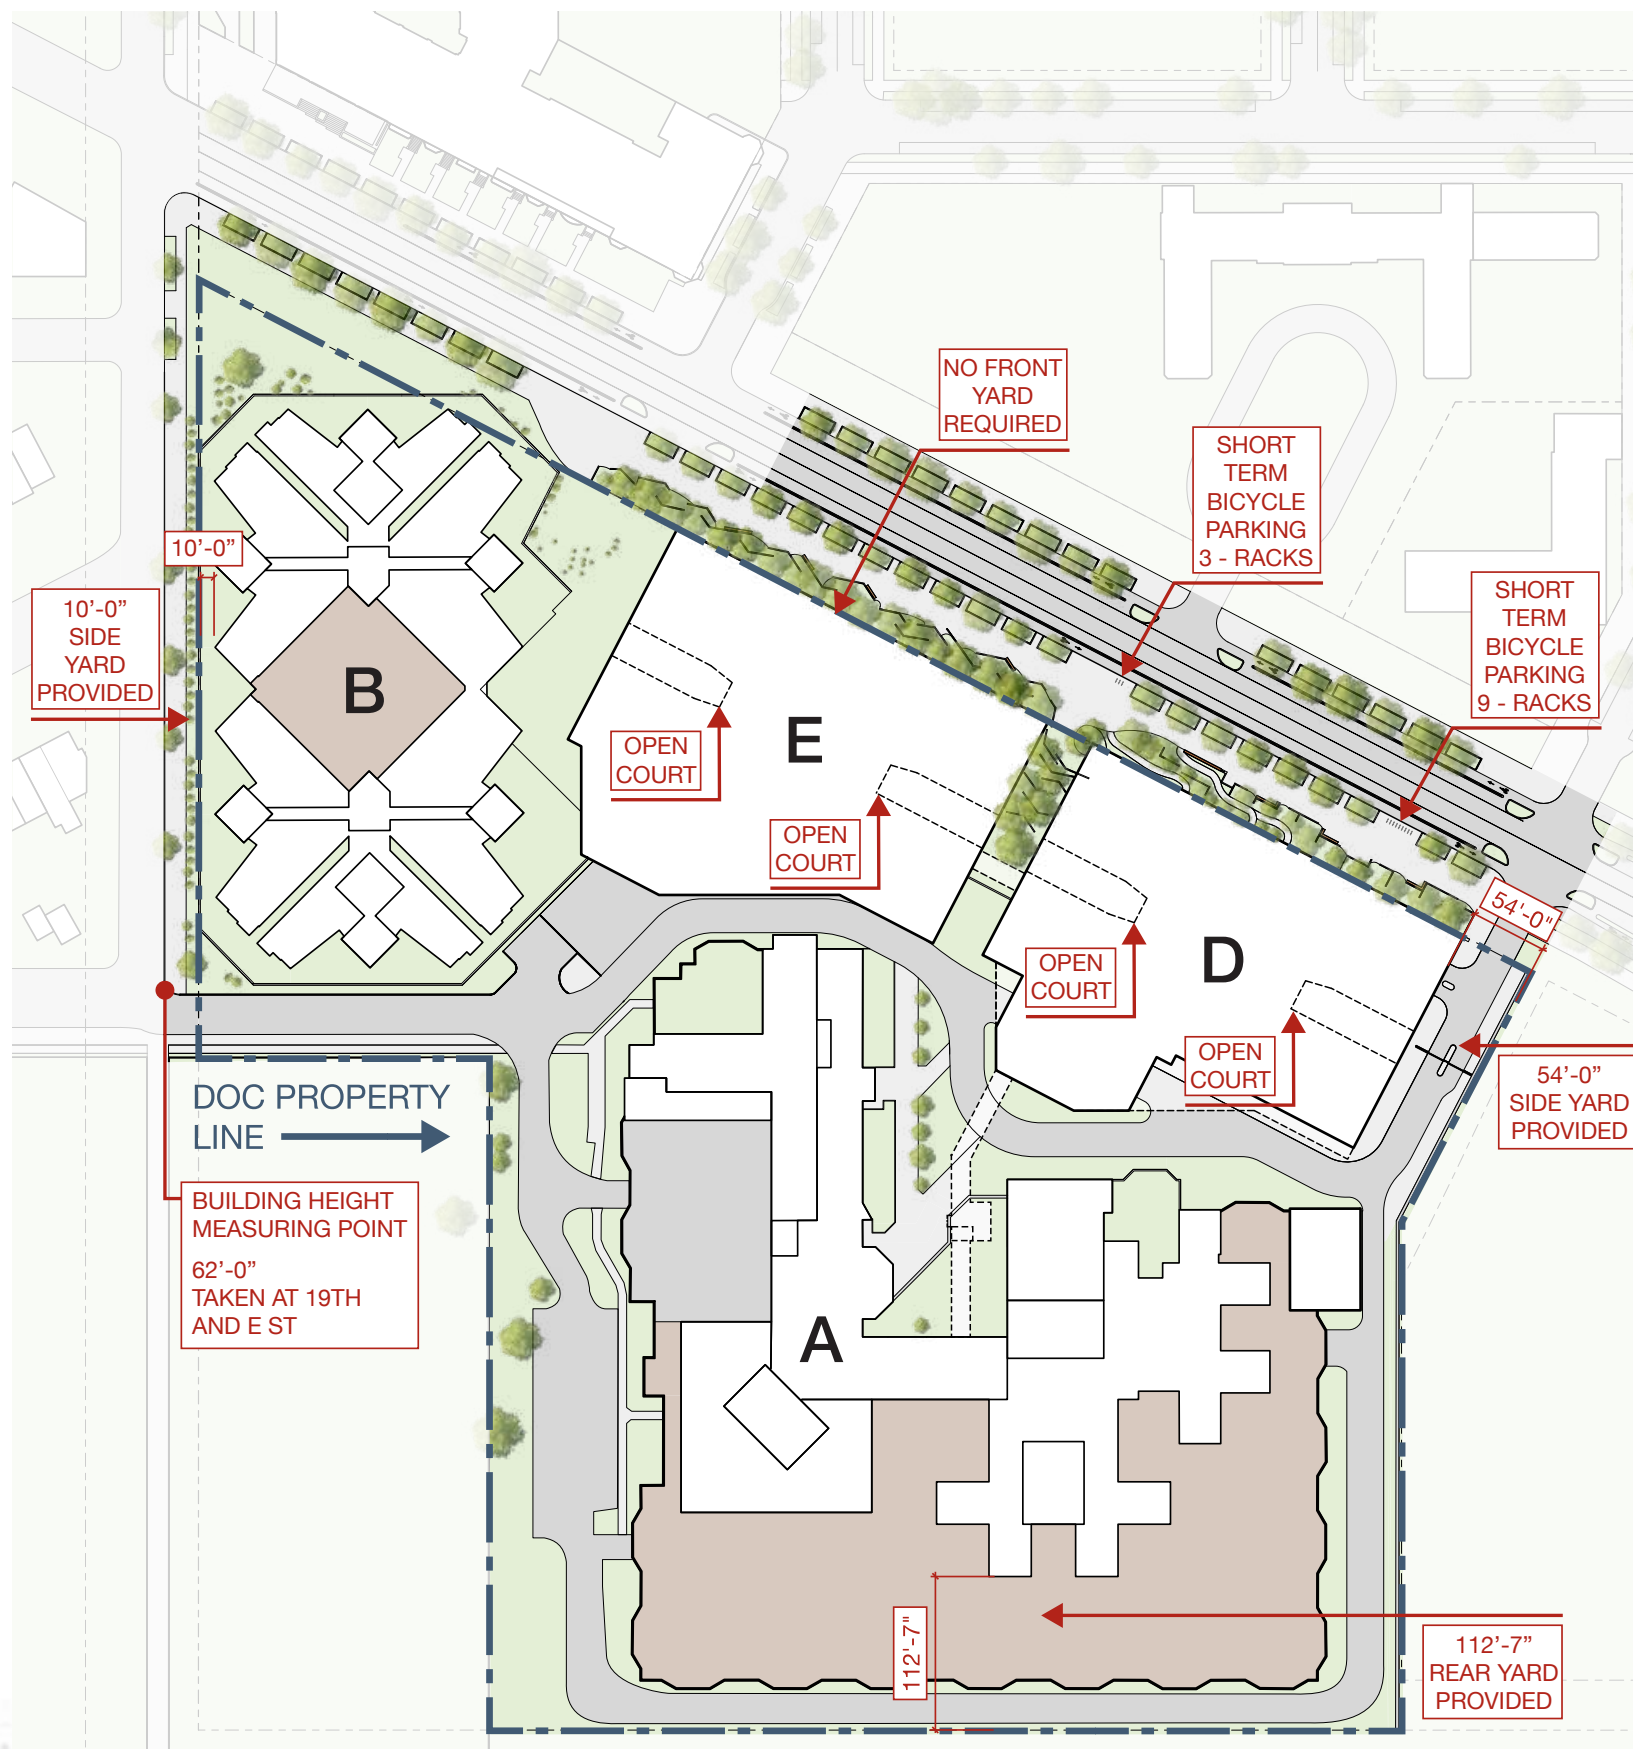 NO FRONT
YARD
REQUIRED
SHORT
TERM
BICYCLE
PARKING
3 - RACKS
SHORT
TERM
BICYCLE
PARKING
9 - RACKS
10’-0”
10’-0”
SIDE
YARD
PROVIDED
B
E
OPEN
COURT
OPEN
COURT
54'-0"
D
OPEN
COURT
OPEN
COURT
54’-0”
SIDE YARD
PROVIDED
DOC PROPERTY
LINE
BUILDING HEIGHT
MEASURING POINT
62’-0”
TAKEN AT 19TH
AND E ST
A
112'-7"
112’-7”
REAR YARD
PROVIDED